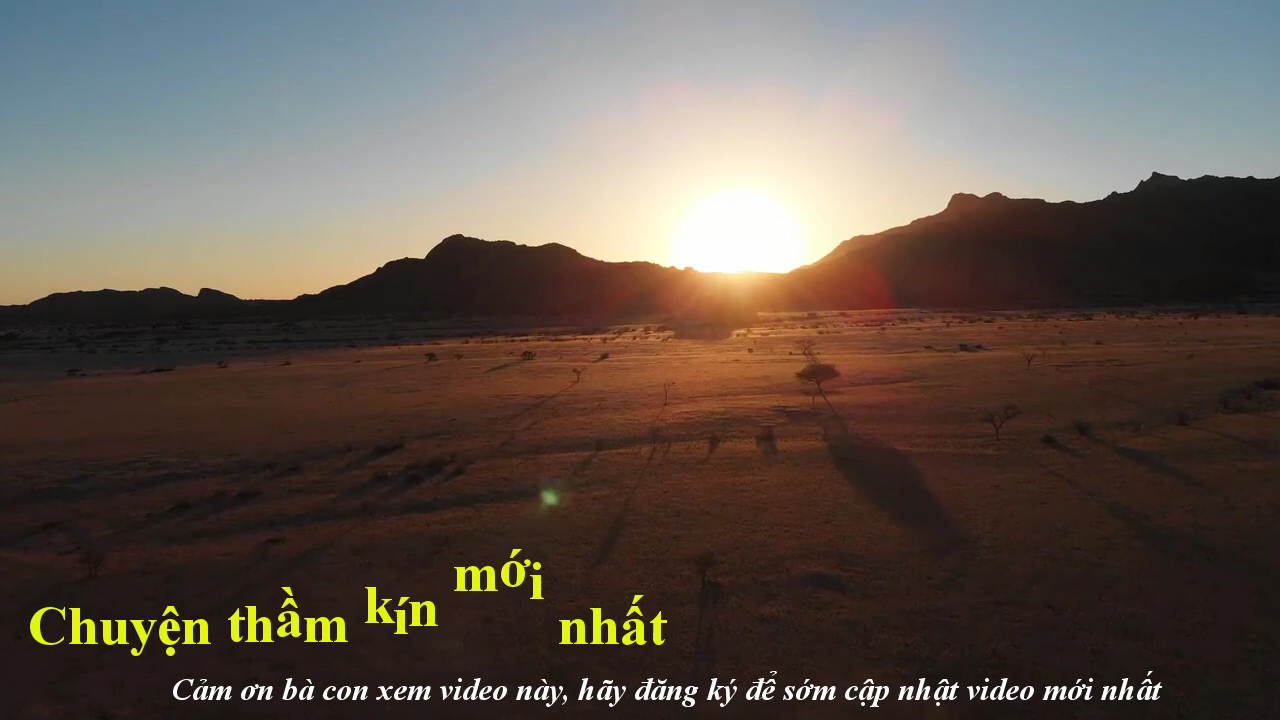 Chuyện thầm kín mới nhất
Cảm ơn bà con xem video này, hãy đăng ký để sớm cập nhật video mới nhất